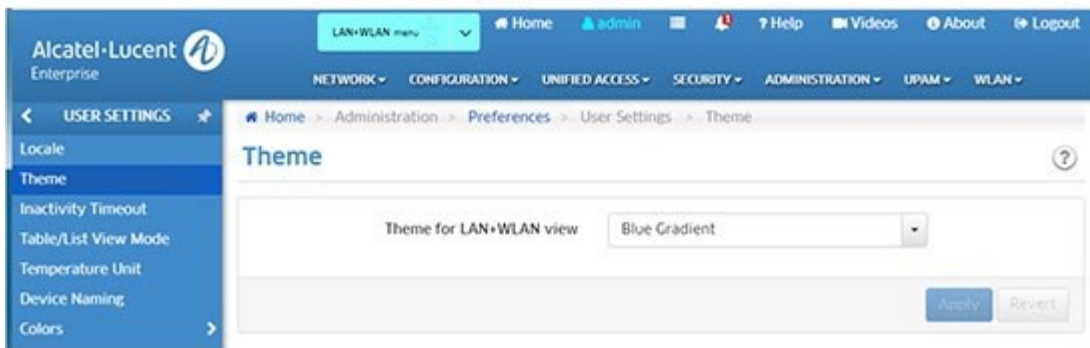 Alcatel·Lucent
Enterprise
LAN+WLAN menu
Home admin ? Help Videos About Logout
NETWORK CONFIGURATION UNIFIED ACCESS SECURITY ADMINISTRATION UPAM WLAN
USER SETTINGS
Home > Administration > Preferences > User Settings > Theme
Locale
Theme
Theme
?
Inactivity Timeout
Table/List View Mode
Temperature Unit
Device Naming
Colors
Theme for LAN+WLAN view Blue Gradient
Apply Revert